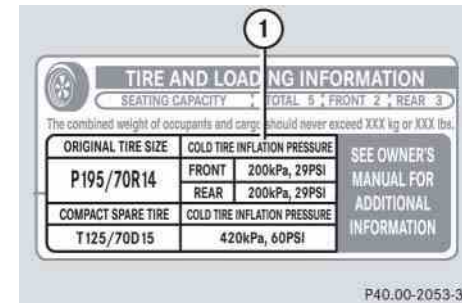 1
TIRE AND LOADING INFORMATION
SEATING CAPACITY TOTAL 5 FRONT 2 REAR 3
The combined weight of occupants and cargo should never exceed XXX kg or XXX lbs.
ORIGINAL TIRE SIZE COLD TIRE INFLATION PRESSURE
P195/70R14
FRONT 200kPa, 29PSI
REAR 200kPa, 29PSI
COMPACT SPARE TIRE COLD TIRE INFLATION PRESSURE
T125/70D15 420kPa, 60PSI
SEE OWNER'S
MANUAL FOR
ADDITIONAL
INFORMATION
P40.00-2053-3